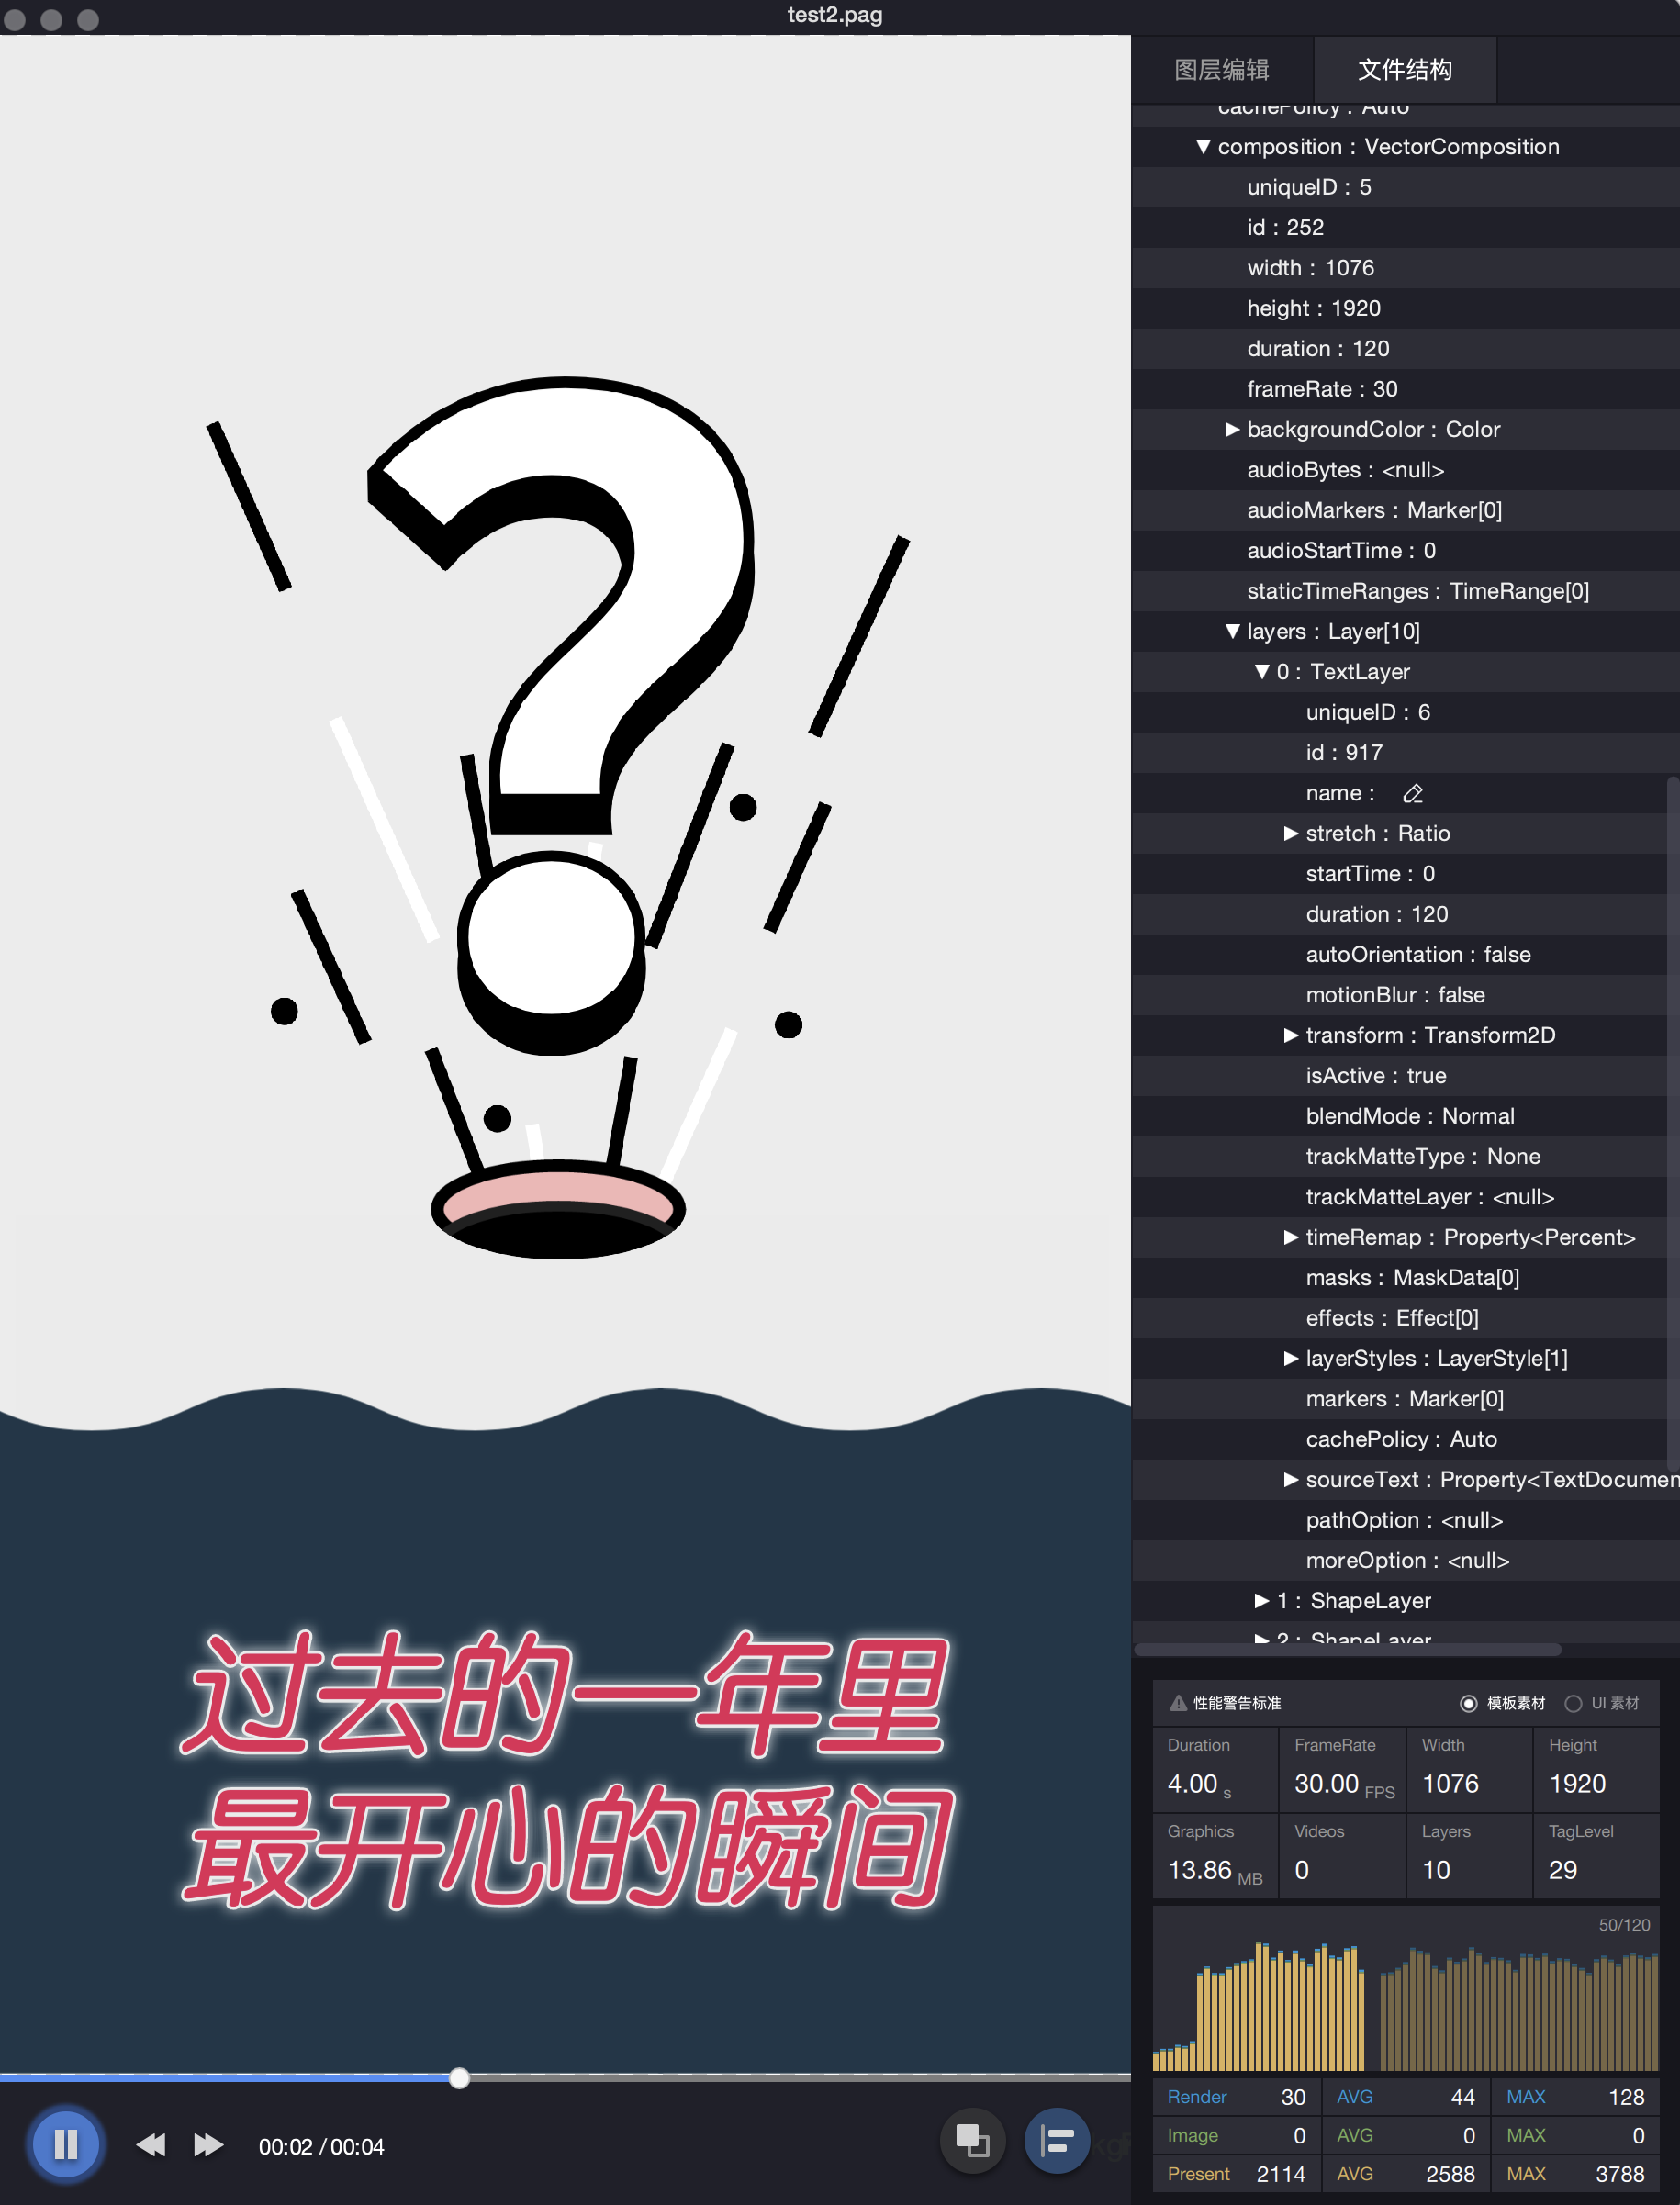 test2.pag
图层编辑
文件结构
cachePolicy : Auto
▼ composition : VectorComposition
uniqueID : 5
id : 252
width : 1076
height : 1920
duration : 120
frameRate : 30
▶ backgroundColor : Color
audioBytes : <null>
audioMarkers : Marker[0]
audioStartTime : 0
staticTimeRanges : TimeRange[0]
▼ layers : Layer[10]
▼ 0 : TextLayer
uniqueID : 6
id : 917
name :
▶ stretch : Ratio
startTime : 0
duration : 120
autoOrientation : false
motionBlur : false
▶ transform : Transform2D
isActive : true
blendMode : Normal
trackMatteType : None
trackMatteLayer : <null>
▶ timeRemap : Property<Percent>
masks : MaskData[0]
effects : Effect[0]
▶ layerStyles : LayerStyle[1]
markers : Marker[0]
cachePolicy : Auto
▶ sourceText : Property<TextDocumen
pathOption : <null>
moreOption : <null>
▶ 1 : ShapeLayer
▶ 2 : ShapeLayer
?
过去的一年里
最开心的瞬间
00:02 / 00:04
性能警告标准 模板素材 UI 素材
Duration FrameRate Width Height
4.00 s 30.00 FPS 1076 1920
Graphics Videos Layers TagLevel
13.86 MB 0 10 29
50/120
Render 30 AVG 44 MAX 128
Image 0 AVG 0 MAX 0
Present 2114 AVG 2588 MAX 3788